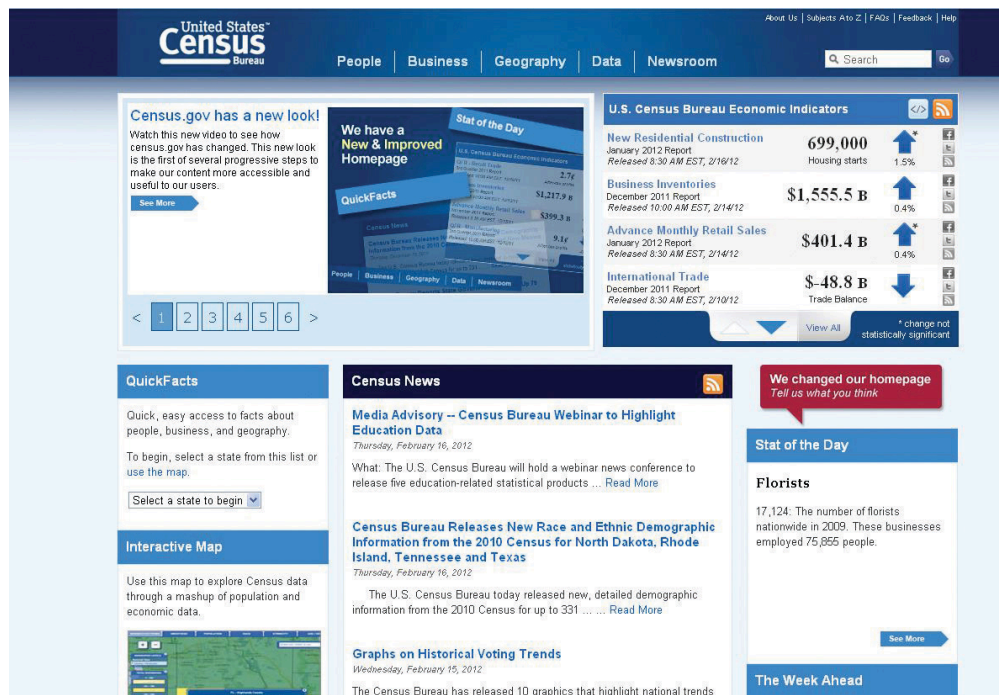 About Us | Subjects A to Z | FAQs | Feedback | Help
United States™
Census
Bureau
People | Business | Geography | Data | Newsroom
Search
Go
Census.gov has a new look!
Watch this new video to see how
census.gov has changed. This new look
is the first of several progressive steps to
make our content more accessible and
useful to our users.
See More
We have a
New & Improved
Homepage
Stat of the Day
QuickFacts
U.S. Census Bureau Economic Indicators
2.7¢
$1,217.9 B
$399.3 B
9.1¢
Census News
People | Business | Geography | Data | Newsroom
< 1 2 3 4 5 6 >
U.S. Census Bureau Economic Indicators
</>
New Residential Construction
January 2012 Report
Released 8:30 AM EST, 2/16/12
699,000
Housing starts
*
1.5%
Business Inventories
December 2011 Report
Released 10:00 AM EST, 2/14/12
$1,555.5 B
0.4%
Advance Monthly Retail Sales
January 2012 Report
Released 8:30 AM EST, 2/14/12
$401.4 B
0.4%
International Trade
December 2011 Report
Released 8:30 AM EST, 2/10/12
$-48.8 B
Trade Balance
View All
* change not
statistically significant
QuickFacts
Quick, easy access to facts about
people, business, and geography.
To begin, select a state from this list or
use the map.
Select a state to begin
Interactive Map
Use this map to explore Census data
through a mashup of population and
economic data.
Census News
Media Advisory -- Census Bureau Webinar to Highlight
Education Data
Thursday, February 16, 2012
What: The U.S. Census Bureau will hold a webinar news conference to
release five education-related statistical products ... Read More
Census Bureau Releases New Race and Ethnic Demographic
Information from the 2010 Census for North Dakota, Rhode
Island, Tennessee and Texas
Thursday, February 16, 2012
The U.S. Census Bureau today released new, detailed demographic
information from the 2010 Census for up to 331 ... ... Read More
Graphs on Historical Voting Trends
Wednesday, February 15, 2012
The Census Bureau has released 10 graphics that highlight national trends
We changed our homepage
Tell us what you think
Stat of the Day
Florists
17,124: The number of florists
nationwide in 2009. These businesses
employed 75,855 people.
See More
The Week Ahead